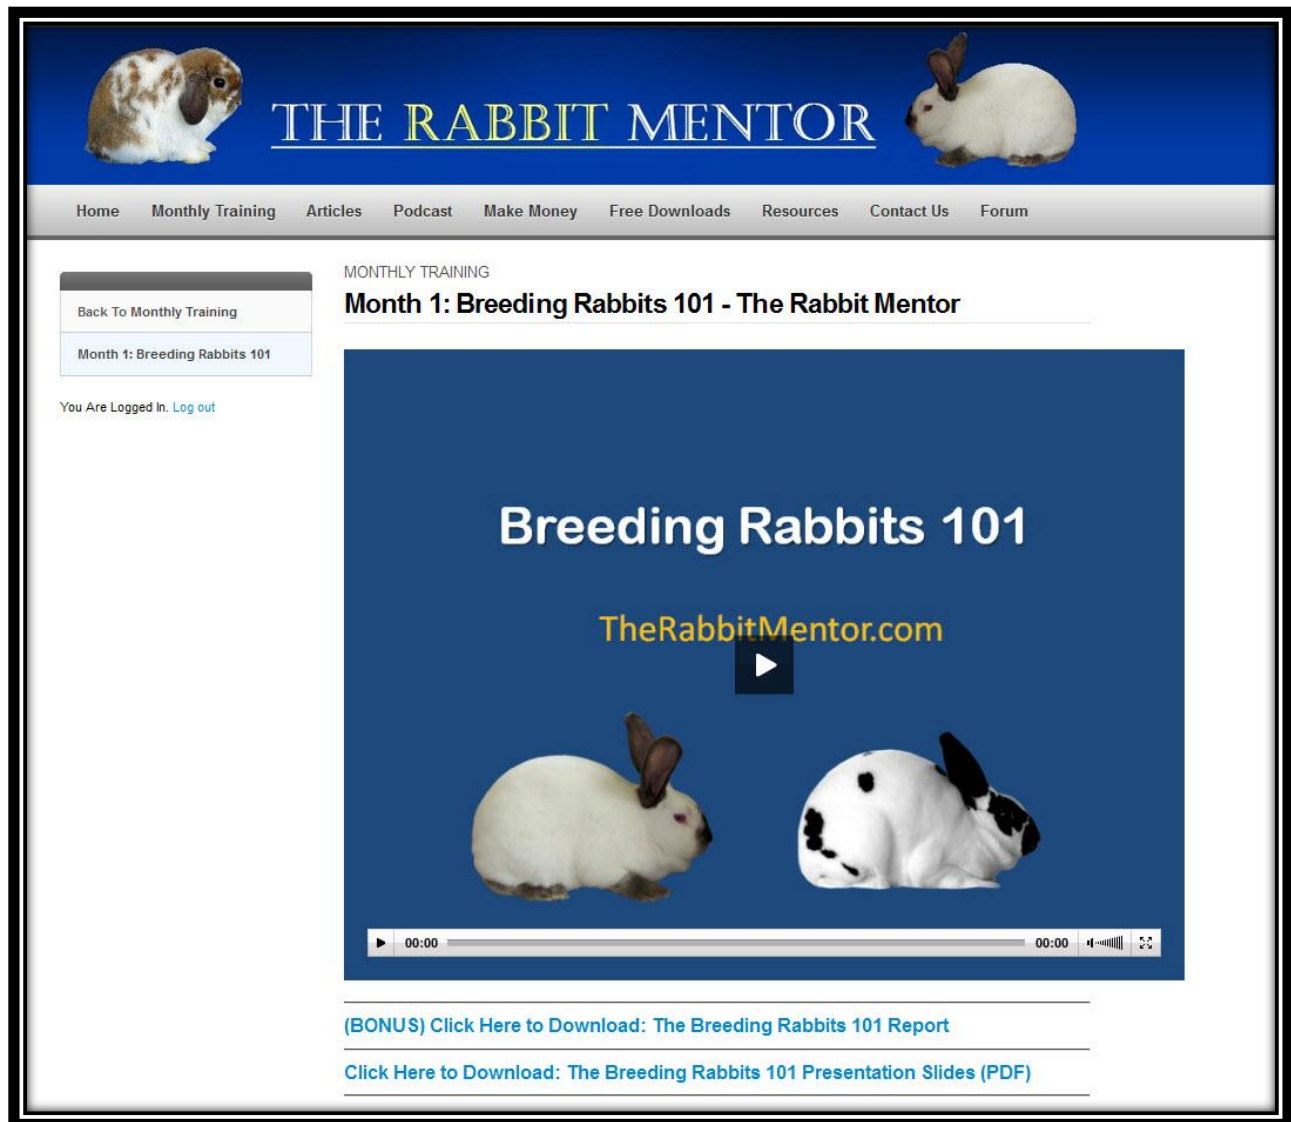 THE RABBIT MENTOR
Home Monthly Training Articles Podcast Make Money Free Downloads Resources Contact Us Forum
Back To Monthly Training
Month 1: Breeding Rabbits 101
You Are Logged In. Log out
MONTHLY TRAINING
Month 1: Breeding Rabbits 101 - The Rabbit Mentor
Breeding Rabbits 101
TheRabbitMentor.com
00:00 00:00
(BONUS) Click Here to Download: The Breeding Rabbits 101 Report
Click Here to Download: The Breeding Rabbits 101 Presentation Slides (PDF)